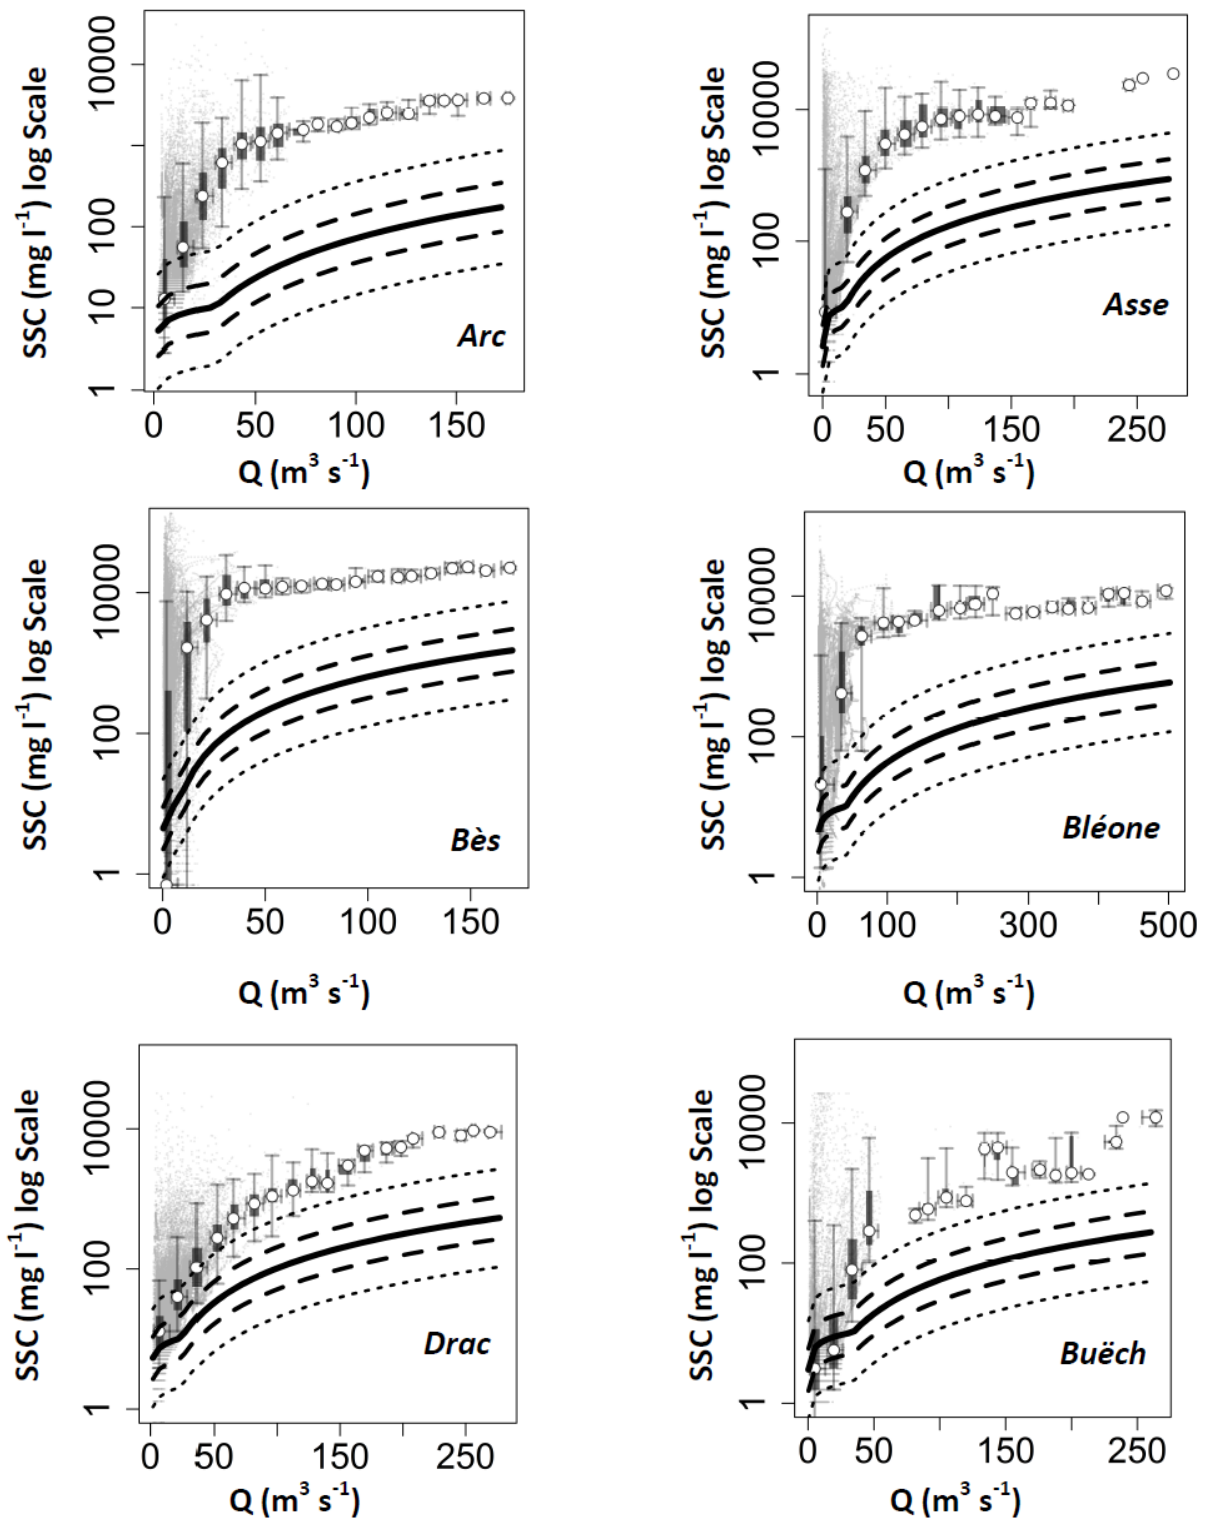 SSC (mg l⁻¹) log Scale
10000
100
10
1
Arc
0 50 100 150
Q (m³ s⁻¹)
SSC (mg l⁻¹) log Scale
10000
100
1
Asse
0 50 150 250
Q (m³ s⁻¹)
SSC (mg l⁻¹) log Scale
10000
100
1
Bès
0 50 100 150
Q (m³ s⁻¹)
SSC (mg l⁻¹) log Scale
10000
100
1
Bléone
0 100 300 500
Q (m³ s⁻¹)
SSC (mg l⁻¹) log Scale
10000
100
1
Drac
0 50 150 250
Q (m³ s⁻¹)
SSC (mg l⁻¹) log Scale
10000
100
1
Buëch
0 50 150 250
Q (m³ s⁻¹)